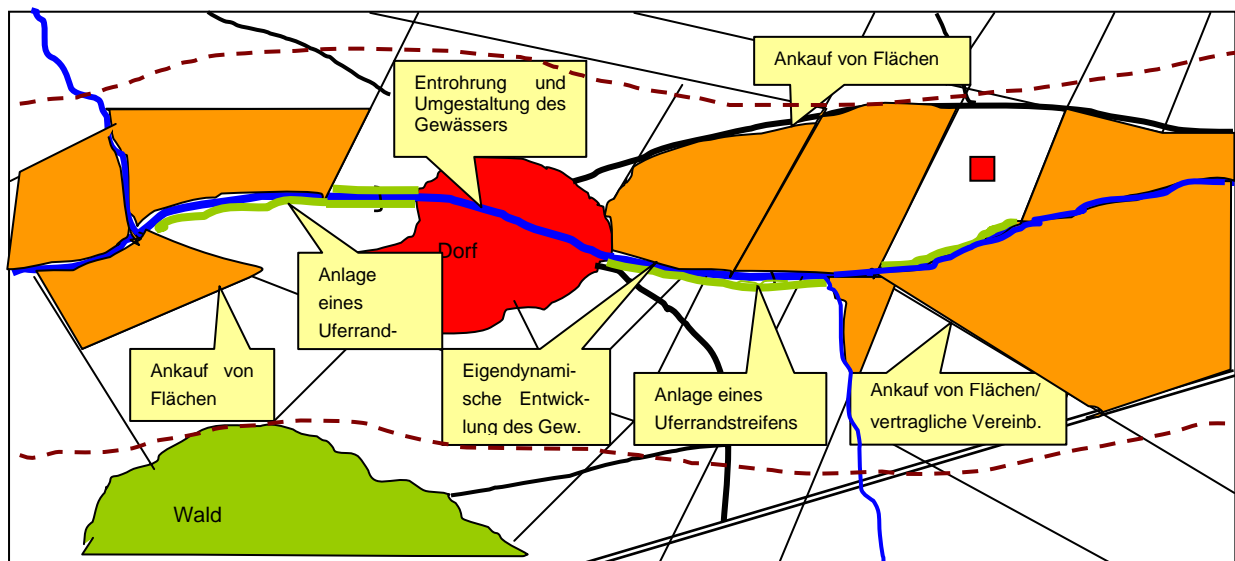 Ankauf von Flächen
Entrohrung und
Umgestaltung des
Gewässers
Dorf
Anlage
eines
Uferrand-
Ankauf von
Flächen
Eigendynami-
sche Entwick-
lung des Gew.
Anlage eines
Uferrandstreifens
Ankauf von Flächen/
vertragliche Vereinb.
Wald